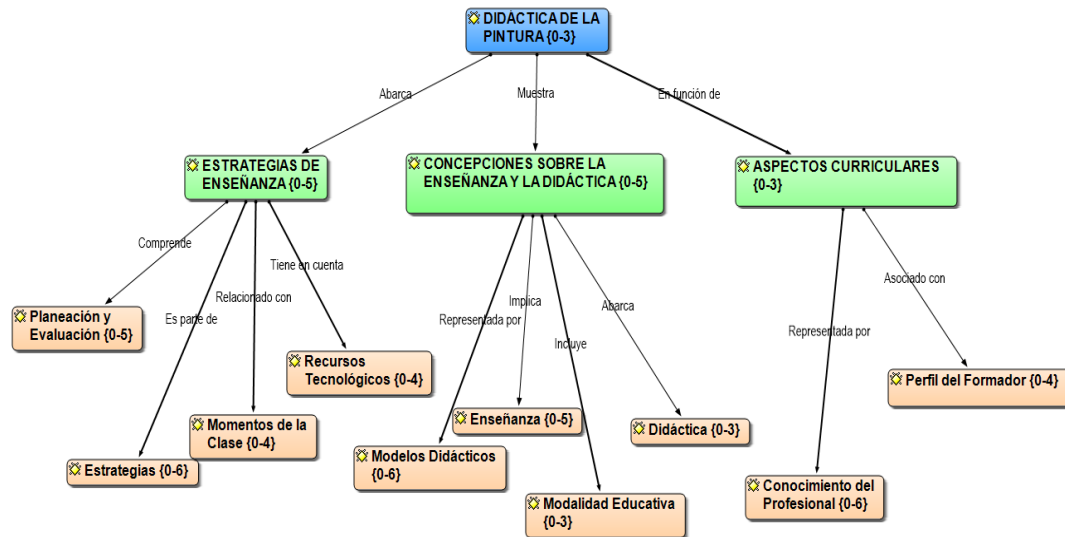 DIDÁCTICA DE LA
PINTURA {0-3}
Abarca
Muestra
En función de
ESTRATEGIAS DE
ENSEÑANZA {0-5}
CONCEPCIONES SOBRE LA
ENSEÑANZA Y LA DIDÁCTICA {0-5}
ASPECTOS CURRICULARES
{0-3}
Comprende
Es parte de
Relacionado con
Tiene en cuenta
Representada por
Implica
Incluye
Abarca
Representada por
Asociado con
Planeación y
Evaluación {0-5}
Estrategias {0-6}
Momentos de la
Clase {0-4}
Recursos
Tecnológicos {0-4}
Modelos Didácticos
{0-6}
Enseñanza {0-5}
Modalidad Educativa
{0-3}
Didáctica {0-3}
Conocimiento del
Profesional {0-6}
Perfil del Formador {0-4}